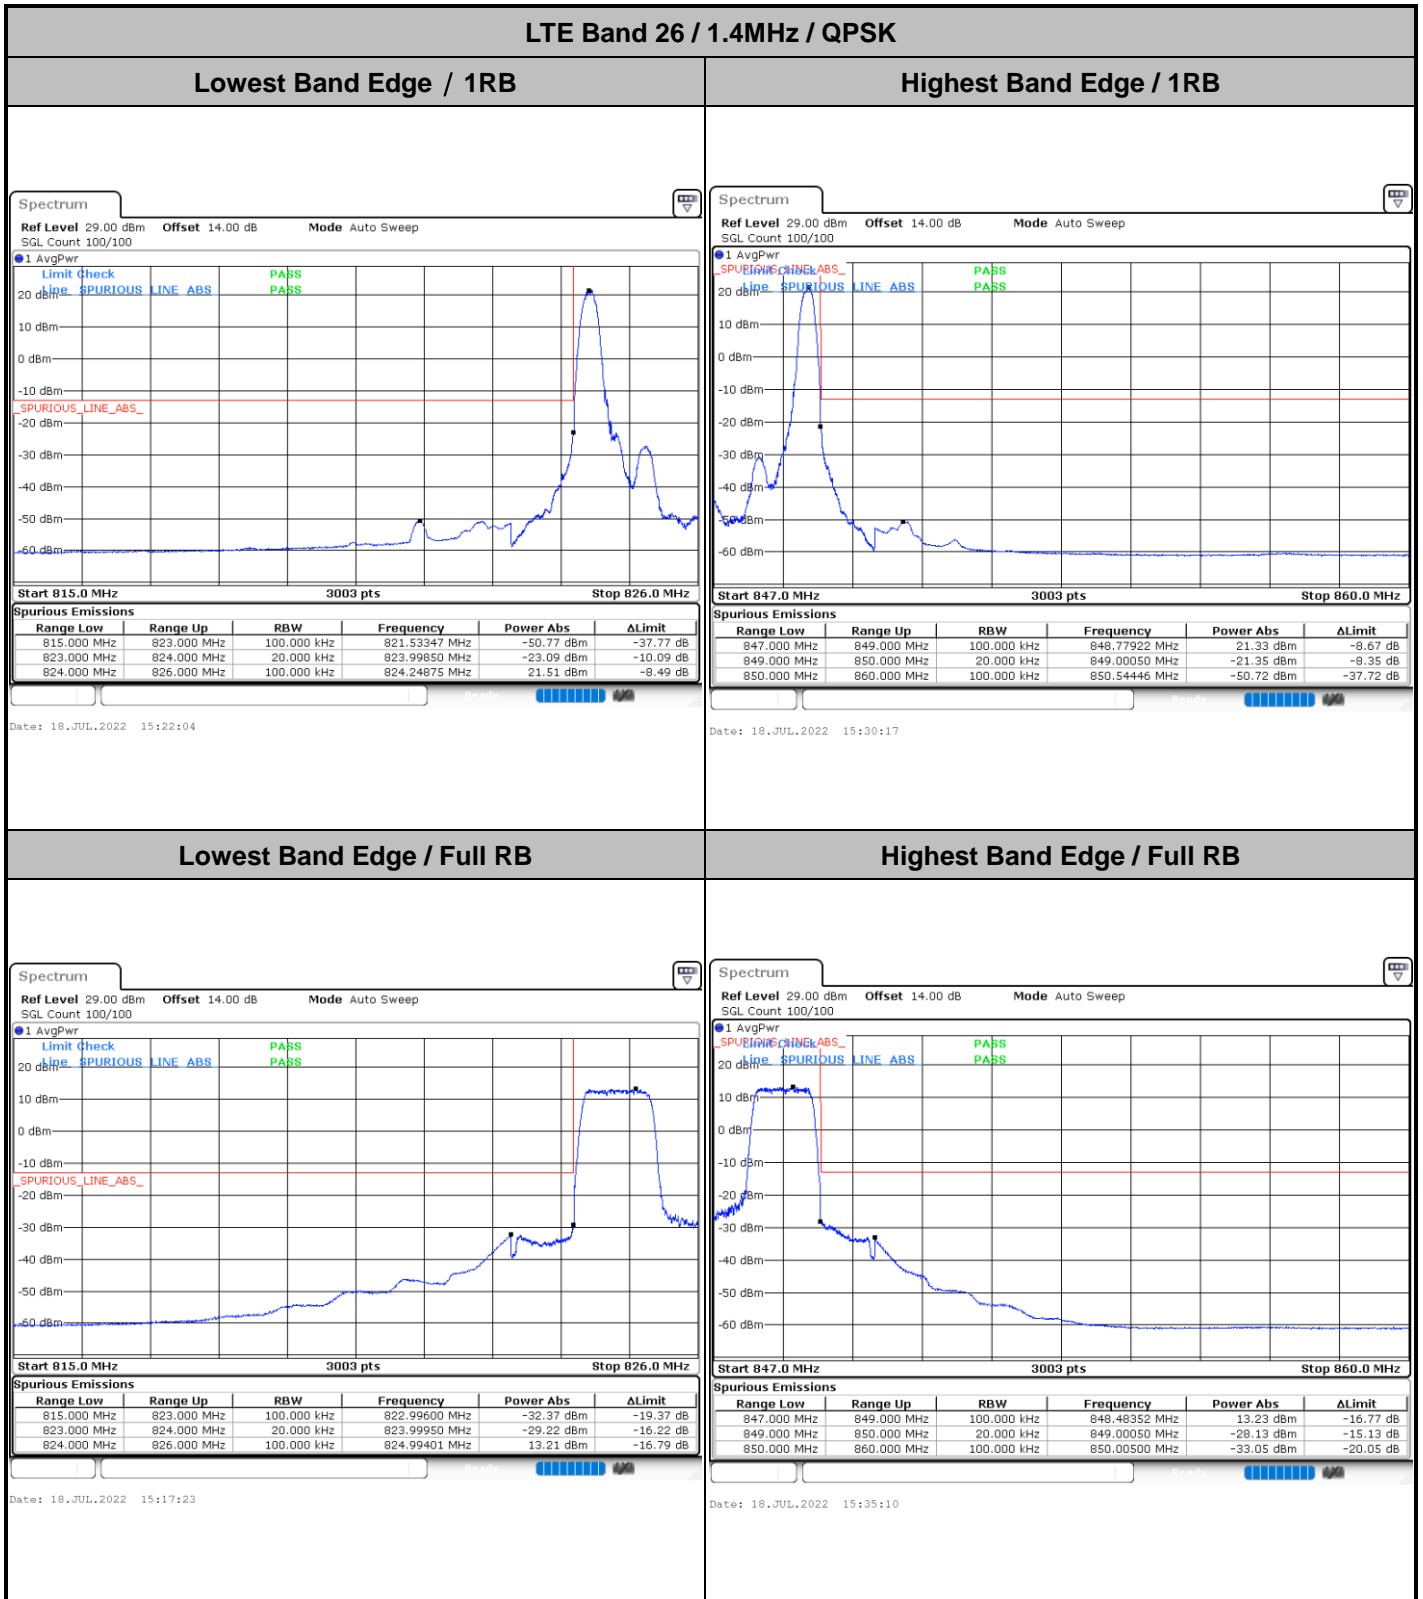 LTE Band 26 / 1.4MHz / QPSK
Lowest Band Edge / 1RB
Highest Band Edge / 1RB
Spectrum
Ref Level 29.00 dBm Offset 14.00 dB Mode Auto Sweep
SGL Count 100/100
1 AvgPwr
Limit Check PASS
Line _SPURIOUS_LINE_ABS_ PASS
20 dBm
10 dBm
0 dBm
-10 dBm
_SPURIOUS_LINE_ABS_
-20 dBm
-30 dBm
-40 dBm
-50 dBm
-60 dBm
Start 815.0 MHz 3003 pts Stop 826.0 MHz
Spurious Emissions
Range Low Range Up RBW Frequency Power Abs ΔLimit
815.000 MHz 823.000 MHz 100.000 kHz 821.53347 MHz -50.77 dBm -37.77 dB
823.000 MHz 824.000 MHz 20.000 kHz 823.99850 MHz -23.09 dBm -10.09 dB
824.000 MHz 826.000 MHz 100.000 kHz 824.24875 MHz 21.51 dBm -8.49 dB
Ready
Date: 18.JUL.2022 15:22:04
Spectrum
Ref Level 29.00 dBm Offset 14.00 dB Mode Auto Sweep
SGL Count 100/100
1 AvgPwr
_SPURIOUS_LINE_ABS_
Limit Check PASS
Line _SPURIOUS_LINE_ABS_ PASS
20 dBm
10 dBm
0 dBm
-10 dBm
-20 dBm
-30 dBm
-40 dBm
-50 dBm
-60 dBm
Start 847.0 MHz 3003 pts Stop 860.0 MHz
Spurious Emissions
Range Low Range Up RBW Frequency Power Abs ΔLimit
847.000 MHz 849.000 MHz 100.000 kHz 848.77922 MHz 21.33 dBm -8.67 dB
849.000 MHz 850.000 MHz 20.000 kHz 849.00050 MHz -21.35 dBm -8.35 dB
850.000 MHz 860.000 MHz 100.000 kHz 850.54446 MHz -50.72 dBm -37.72 dB
Ready
Date: 18.JUL.2022 15:30:17
Lowest Band Edge / Full RB
Highest Band Edge / Full RB
Spectrum
Ref Level 29.00 dBm Offset 14.00 dB Mode Auto Sweep
SGL Count 100/100
1 AvgPwr
Limit Check PASS
Line _SPURIOUS_LINE_ABS_ PASS
20 dBm
10 dBm
0 dBm
-10 dBm
_SPURIOUS_LINE_ABS_
-20 dBm
-30 dBm
-40 dBm
-50 dBm
-60 dBm
Start 815.0 MHz 3003 pts Stop 826.0 MHz
Spurious Emissions
Range Low Range Up RBW Frequency Power Abs ΔLimit
815.000 MHz 823.000 MHz 100.000 kHz 822.99600 MHz -32.37 dBm -19.37 dB
823.000 MHz 824.000 MHz 20.000 kHz 823.99950 MHz -29.22 dBm -16.22 dB
824.000 MHz 826.000 MHz 100.000 kHz 824.99401 MHz 13.21 dBm -16.79 dB
Ready
Date: 18.JUL.2022 15:17:23
Spectrum
Ref Level 29.00 dBm Offset 14.00 dB Mode Auto Sweep
SGL Count 100/100
1 AvgPwr
_SPURIOUS_LINE_ABS_
Limit Check PASS
Line _SPURIOUS_LINE_ABS_ PASS
20 dBm
10 dBm
0 dBm
-10 dBm
-20 dBm
-30 dBm
-40 dBm
-50 dBm
-60 dBm
Start 847.0 MHz 3003 pts Stop 860.0 MHz
Spurious Emissions
Range Low Range Up RBW Frequency Power Abs ΔLimit
847.000 MHz 849.000 MHz 100.000 kHz 848.48352 MHz 13.23 dBm -16.77 dB
849.000 MHz 850.000 MHz 20.000 kHz 849.00050 MHz -28.13 dBm -15.13 dB
850.000 MHz 860.000 MHz 100.000 kHz 850.00500 MHz -33.05 dBm -20.05 dB
Ready
Date: 18.JUL.2022 15:35:10